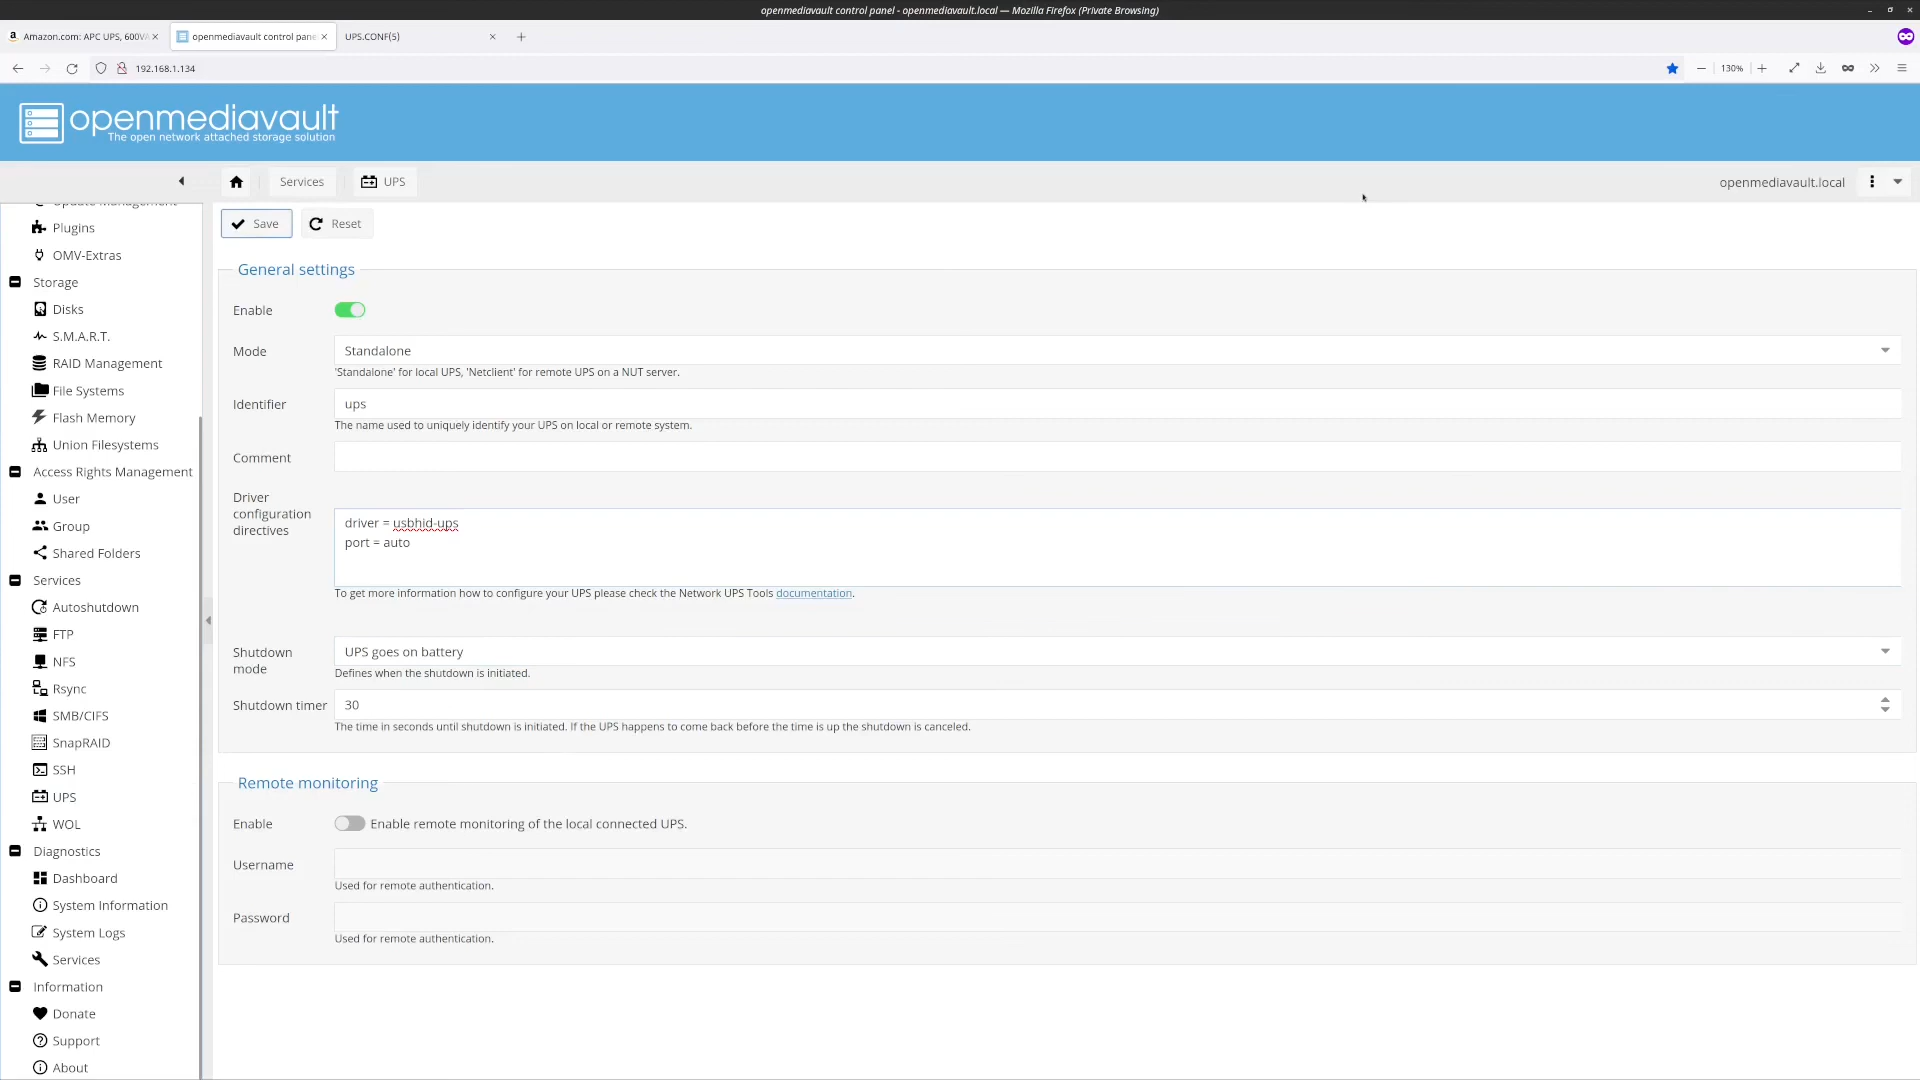 openmediavault control panel - openmediavault.local — Mozilla Firefox (Private Browsing)
Amazon.com: APC UPS, 600VA
openmediavault control pane
UPS.CONF(5)
192.168.1.134
130%
openmediavault
The open network attached storage solution
Services
UPS
openmediavault.local
Update Management
Plugins
OMV-Extras
Storage
Disks
S.M.A.R.T.
RAID Management
File Systems
Flash Memory
Union Filesystems
Access Rights Management
User
Group
Shared Folders
Services
Autoshutdown
FTP
NFS
Rsync
SMB/CIFS
SnapRAID
SSH
UPS
WOL
Diagnostics
Dashboard
System Information
System Logs
Services
Information
Donate
Support
About
Save
Reset
General settings
Enable
Mode
Standalone
'Standalone' for local UPS, 'Netclient' for remote UPS on a NUT server.
Identifier
ups
The name used to uniquely identify your UPS on local or remote system.
Comment
Driver
configuration
directives
driver = usbhid-ups
port = auto
To get more information how to configure your UPS please check the Network UPS Tools documentation.
Shutdown
mode
UPS goes on battery
Defines when the shutdown is initiated.
Shutdown timer
30
The time in seconds until shutdown is initiated. If the UPS happens to come back before the time is up the shutdown is canceled.
Remote monitoring
Enable
Enable remote monitoring of the local connected UPS.
Username
Used for remote authentication.
Password
Used for remote authentication.